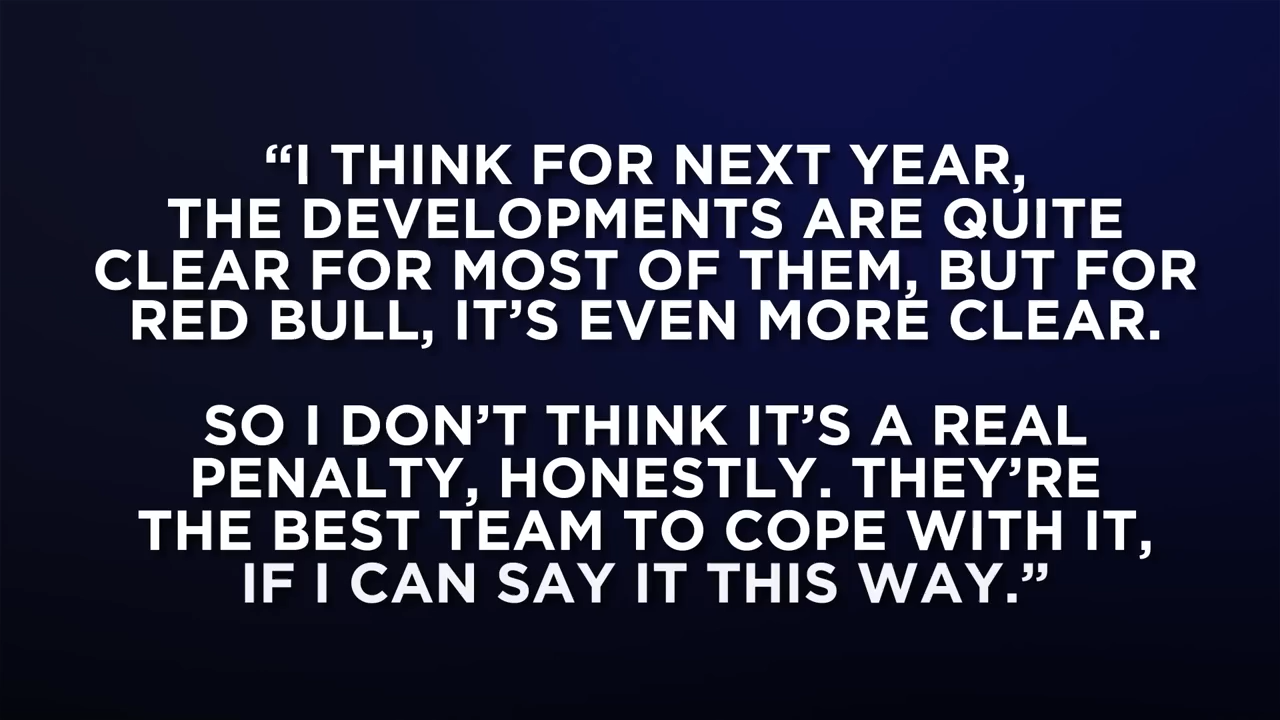 “I THINK FOR NEXT YEAR,
THE DEVELOPMENTS ARE QUITE
CLEAR FOR MOST OF THEM, BUT FOR
RED BULL, IT’S EVEN MORE CLEAR.
SO I DON’T THINK IT’S A REAL
PENALTY, HONESTLY. THEY’RE
THE BEST TEAM TO COPE WITH IT,
IF I CAN SAY IT THIS WAY.”